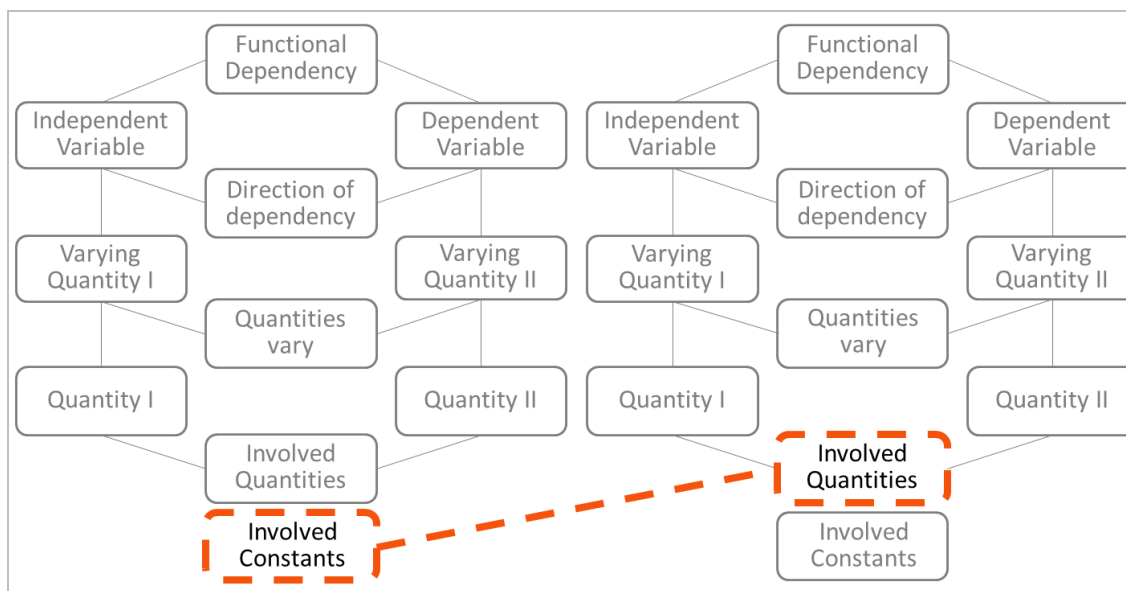 Functional
Dependency
Independent
Variable
Dependent
Variable
Direction of
dependency
Varying
Quantity I
Varying
Quantity II
Quantities
vary
Quantity I
Quantity II
Involved
Quantities
Involved
Constants
Functional
Dependency
Independent
Variable
Dependent
Variable
Direction of
dependency
Varying
Quantity I
Varying
Quantity II
Quantities
vary
Quantity I
Quantity II
Involved
Quantities
Involved
Constants